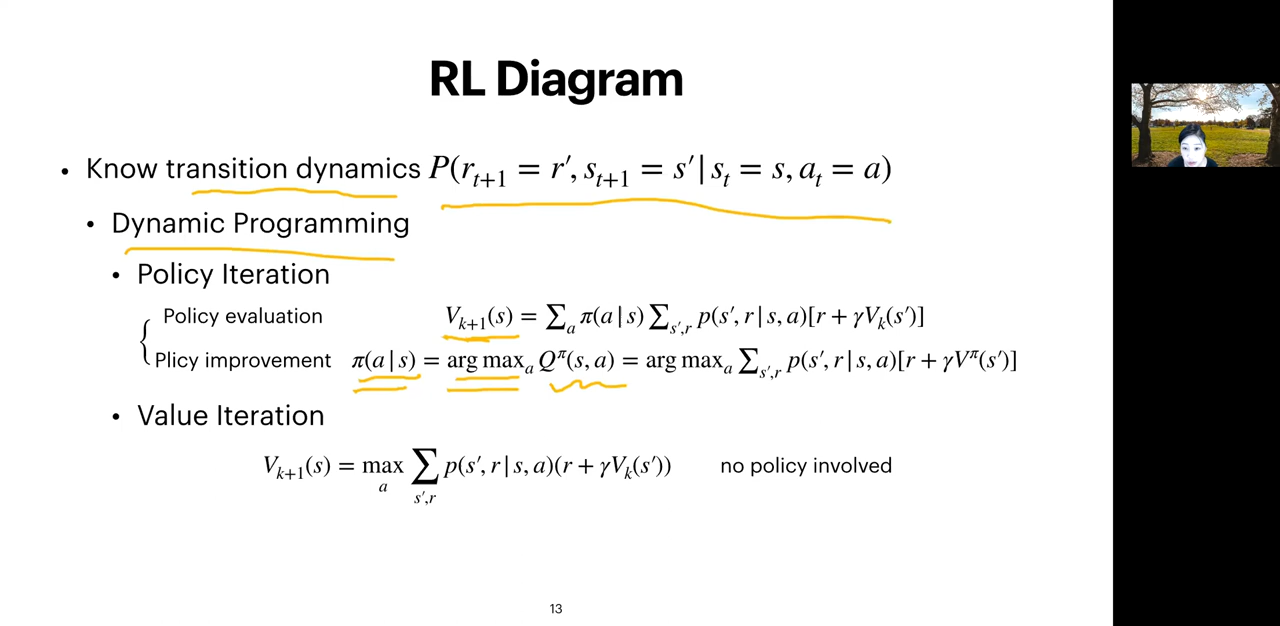 RL Diagram
• Know transition dynamics P(r_{t+1} = r′, s_{t+1} = s′ | s_t = s, a_t = a)
• Dynamic Programming
• Policy Iteration
Policy evaluation V_{k+1}(s) = ∑_a π(a | s) ∑_{s′,r} p(s′, r | s, a)[r + γV_k(s′)]
Plicy improvement π(a | s) = arg max_a Q^π(s, a) = arg max_a ∑_{s′,r} p(s′, r | s, a)[r + γV^π(s′)]
• Value Iteration
V_{k+1}(s) = max_a ∑_{s′,r} p(s′, r | s, a)(r + γV_k(s′)) no policy involved
13